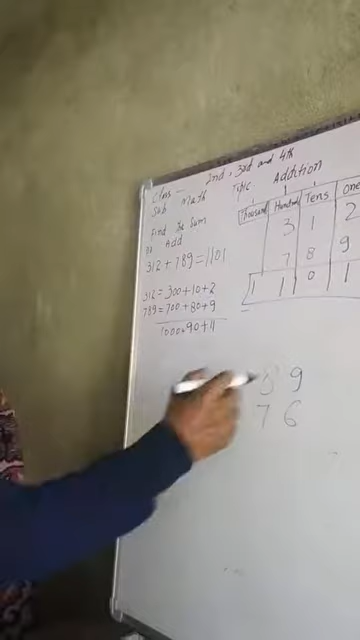 Class - 2nd, 3rd and 4th
Sub Math Topic Addition
Find the Sum
Add
312 + 789 = 1101
312 = 300 + 10 + 2
789 = 700 + 80 + 9
1000 + 90 + 11
Thousand Hundred Tens One
3 1 2
7 8 9
1 1 0 1
9
7 6